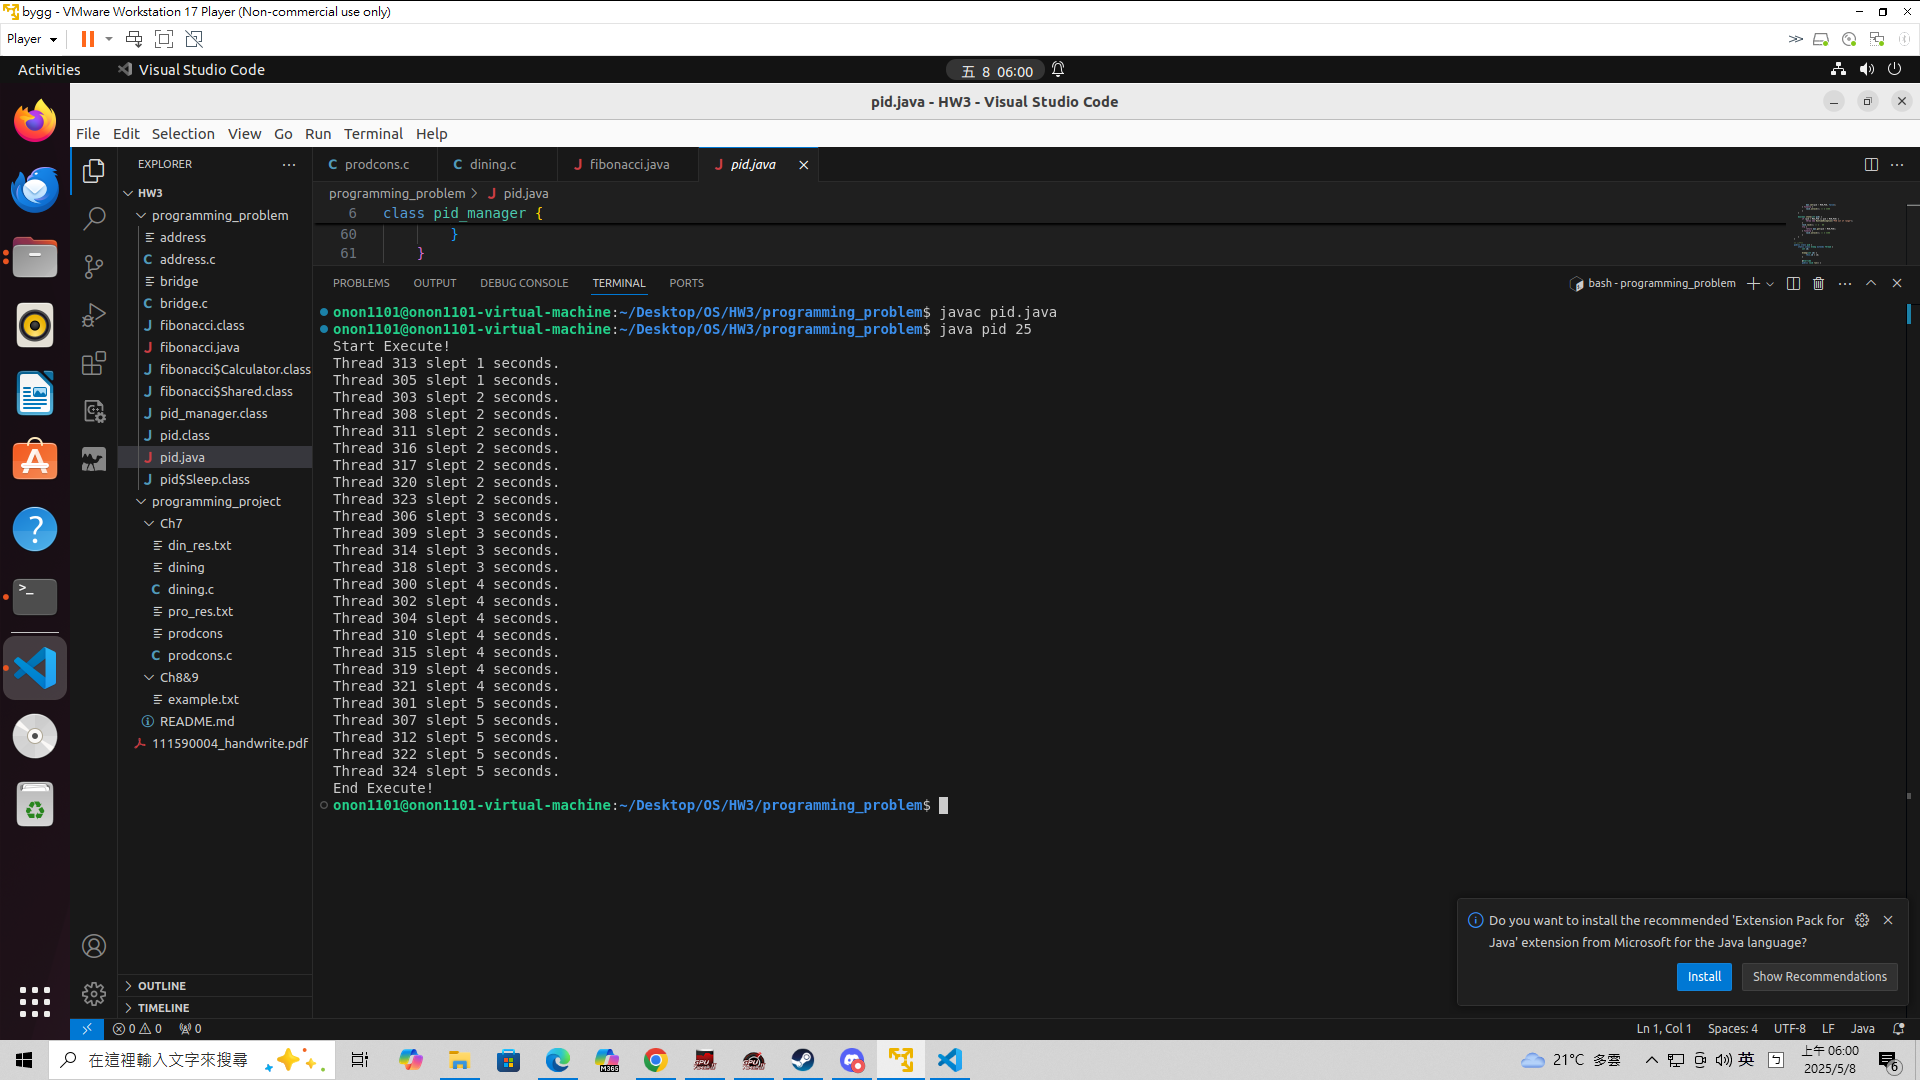 bygg - VMware Workstation 17 Player (Non-commercial use only)
Player
Activities
Visual Studio Code
五 8 06:00
pid.java - HW3 - Visual Studio Code
File Edit Selection View Go Run Terminal Help
EXPLORER
HW3
programming_problem
address
address.c
bridge
bridge.c
fibonacci.class
fibonacci.java
fibonacci$Calculator.class
fibonacci$Shared.class
pid_manager.class
pid.class
pid.java
pid$Sleep.class
programming_project
Ch7
din_res.txt
dining
dining.c
pro_res.txt
prodcons
prodcons.c
Ch8&9
example.txt
README.md
111590004_handwrite.pdf
OUTLINE
TIMELINE
prodcons.c
dining.c
fibonacci.java
pid.java
programming_problem > pid.java
6 class pid_manager {
60 }
61 }
PROBLEMS OUTPUT DEBUG CONSOLE TERMINAL PORTS
bash - programming_problem
onon1101@onon1101-virtual-machine:~/Desktop/OS/HW3/programming_problem$ javac pid.java
onon1101@onon1101-virtual-machine:~/Desktop/OS/HW3/programming_problem$ java pid 25
Start Execute!
Thread 313 slept 1 seconds.
Thread 305 slept 1 seconds.
Thread 303 slept 2 seconds.
Thread 308 slept 2 seconds.
Thread 311 slept 2 seconds.
Thread 316 slept 2 seconds.
Thread 317 slept 2 seconds.
Thread 320 slept 2 seconds.
Thread 323 slept 2 seconds.
Thread 306 slept 3 seconds.
Thread 309 slept 3 seconds.
Thread 314 slept 3 seconds.
Thread 318 slept 3 seconds.
Thread 300 slept 4 seconds.
Thread 302 slept 4 seconds.
Thread 304 slept 4 seconds.
Thread 310 slept 4 seconds.
Thread 315 slept 4 seconds.
Thread 319 slept 4 seconds.
Thread 321 slept 4 seconds.
Thread 301 slept 5 seconds.
Thread 307 slept 5 seconds.
Thread 312 slept 5 seconds.
Thread 322 slept 5 seconds.
Thread 324 slept 5 seconds.
End Execute!
onon1101@onon1101-virtual-machine:~/Desktop/OS/HW3/programming_problem$
Do you want to install the recommended 'Extension Pack for
Java' extension from Microsoft for the Java language?
Install
Show Recommendations
0 0 0
Ln 1, Col 1 Spaces: 4 UTF-8 LF Java
在這裡輸入文字來搜尋
M365
21°C 多雲
英
上午 06:00
2025/5/8
6